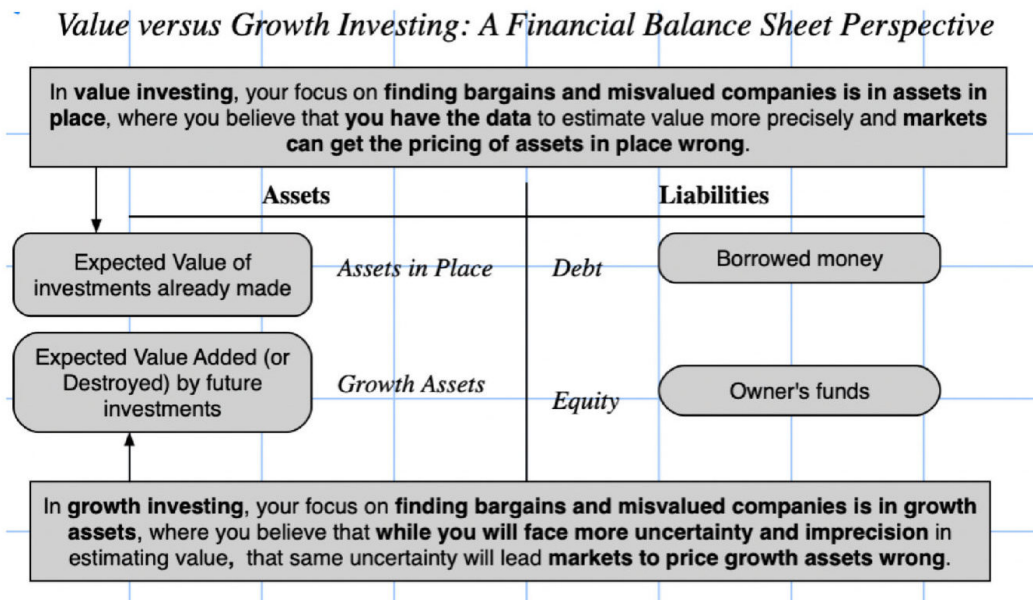 Value versus Growth Investing: A Financial Balance Sheet Perspective
In value investing, your focus on finding bargains and misvalued companies is in assets in
place, where you believe that you have the data to estimate value more precisely and markets
can get the pricing of assets in place wrong.
Assets
Liabilities
Expected Value of
investments already made
Assets in Place
Debt
Borrowed money
Expected Value Added (or
Destroyed) by future
investments
Growth Assets
Equity
Owner's funds
In growth investing, your focus on finding bargains and misvalued companies is in growth
assets, where you believe that while you will face more uncertainty and imprecision in
estimating value, that same uncertainty will lead markets to price growth assets wrong.